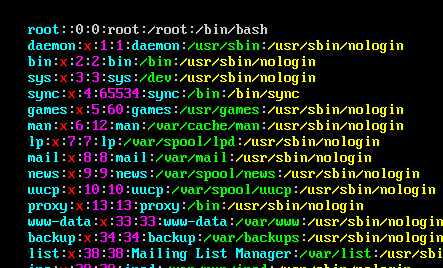 root::0:0:root:/root:/bin/bash
daemon:x:1:1:daemon:/usr/sbin:/usr/sbin/nologin
bin:x:2:2:bin:/bin:/usr/sbin/nologin
sys:x:3:3:sys:/dev:/usr/sbin/nologin
sync:x:4:65534:sync:/bin:/bin/sync
games:x:5:60:games:/usr/games:/usr/sbin/nologin
man:x:6:12:man:/var/cache/man:/usr/sbin/nologin
lp:x:7:7:lp:/var/spool/lpd:/usr/sbin/nologin
mail:x:8:8:mail:/var/mail:/usr/sbin/nologin
news:x:9:9:news:/var/spool/news:/usr/sbin/nologin
uucp:x:10:10:uucp:/var/spool/uucp:/usr/sbin/nologin
proxy:x:13:13:proxy:/bin:/usr/sbin/nologin
www-data:x:33:33:www-data:/var/www:/usr/sbin/nologin
backup:x:34:34:backup:/var/backups:/usr/sbin/nologin
list:x:38:38:Mailing List Manager:/var/list:/usr/sb